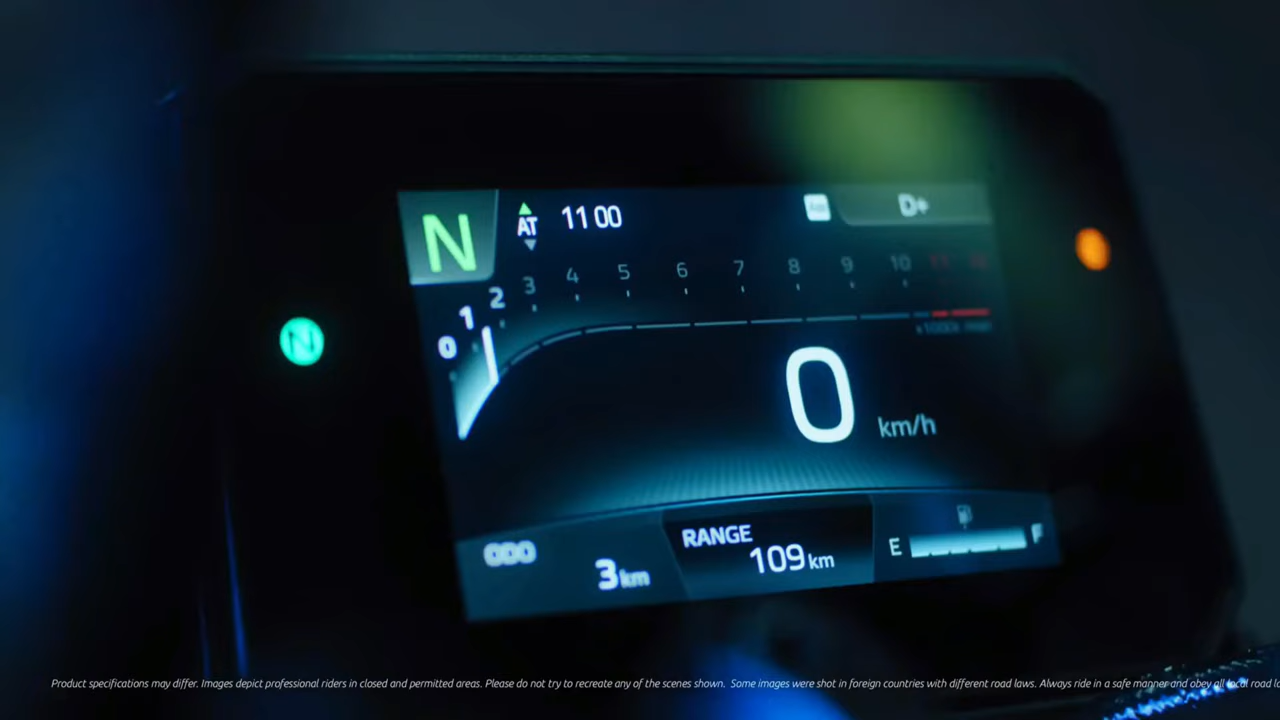 N AT 11 00 D+
0 1 2 3 4 5 6 7 8 9 10
0 km/h
N
ODO 3 km
RANGE 109 km
E F
Product specifications may differ. Images depict professional riders in closed and permitted areas. Please do not try to recreate any of the scenes shown. Some images were shot in foreign countries with different road laws. Always ride in a safe manner and obey all local road